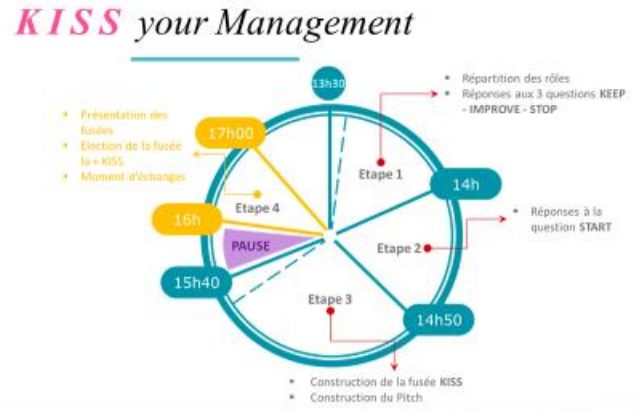 KISS your Management
13h30
Répartition des rôles
Réponses aux 3 questions KEEP
- IMPROVE - STOP
Etape 1
14h
Réponses à la
question START
Etape 2
14h50
Etape 3
Construction de la fusée KISS
Construction du Pitch
15h40
PAUSE
16h
Etape 4
17h00
Présentation des
fusées
Election de la fusée
la + KISS
Moment d'échanges